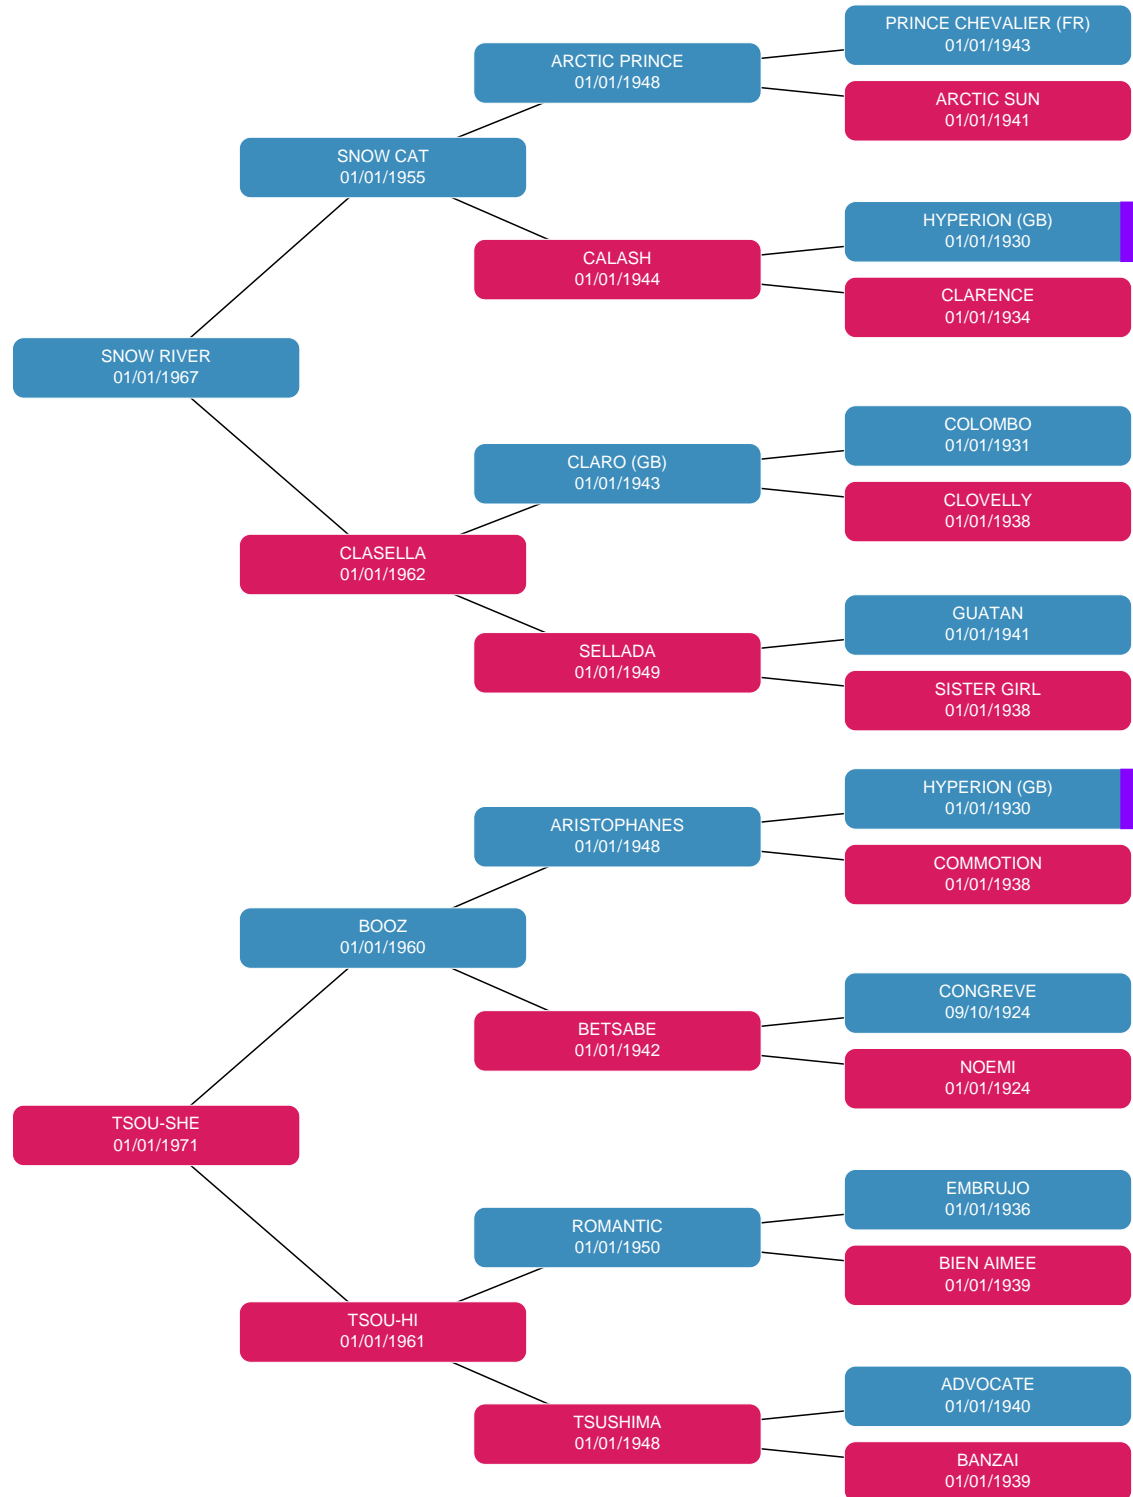 PRINCE CHEVALIER (FR)
01/01/1943
ARCTIC PRINCE
01/01/1948
ARCTIC SUN
01/01/1941
SNOW CAT
01/01/1955
HYPERION (GB)
01/01/1930
CALASH
01/01/1944
CLARENCE
01/01/1934
SNOW RIVER
01/01/1967
COLOMBO
01/01/1931
CLARO (GB)
01/01/1943
CLOVELLY
01/01/1938
CLASELLA
01/01/1962
GUATAN
01/01/1941
SELLADA
01/01/1949
SISTER GIRL
01/01/1938
HYPERION (GB)
01/01/1930
ARISTOPHANES
01/01/1948
COMMOTION
01/01/1938
BOOZ
01/01/1960
CONGREVE
09/10/1924
BETSABE
01/01/1942
NOEMI
01/01/1924
TSOU-SHE
01/01/1971
EMBRUJO
01/01/1936
ROMANTIC
01/01/1950
BIEN AIMEE
01/01/1939
TSOU-HI
01/01/1961
ADVOCATE
01/01/1940
TSUSHIMA
01/01/1948
BANZAI
01/01/1939